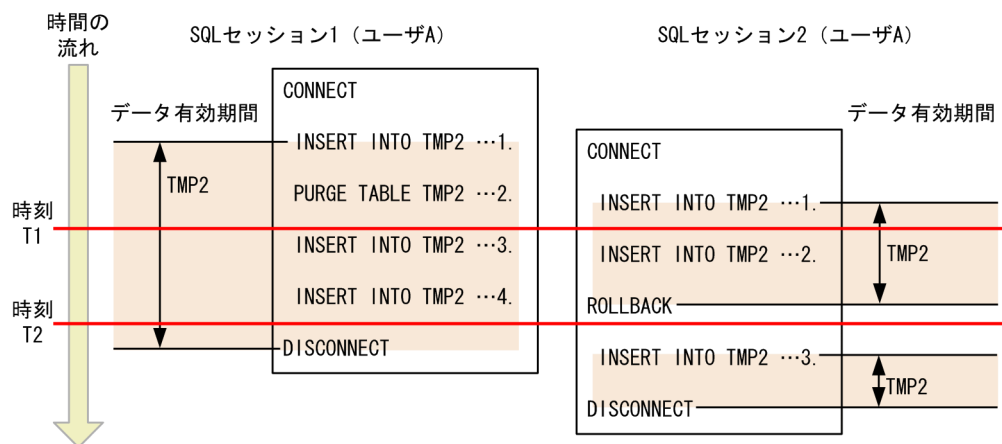 時間の
流れ
SQLセッション1（ユーザA）
SQLセッション2（ユーザA）
データ有効期間
CONNECT
INSERT INTO TMP2 …1.
TMP2
PURGE TABLE TMP2 …2.
時刻
T1
INSERT INTO TMP2 …3.
INSERT INTO TMP2 …4.
時刻
T2
DISCONNECT
データ有効期間
CONNECT
INSERT INTO TMP2 …1.
INSERT INTO TMP2 …2.
TMP2
ROLLBACK
INSERT INTO TMP2 …3.
TMP2
DISCONNECT